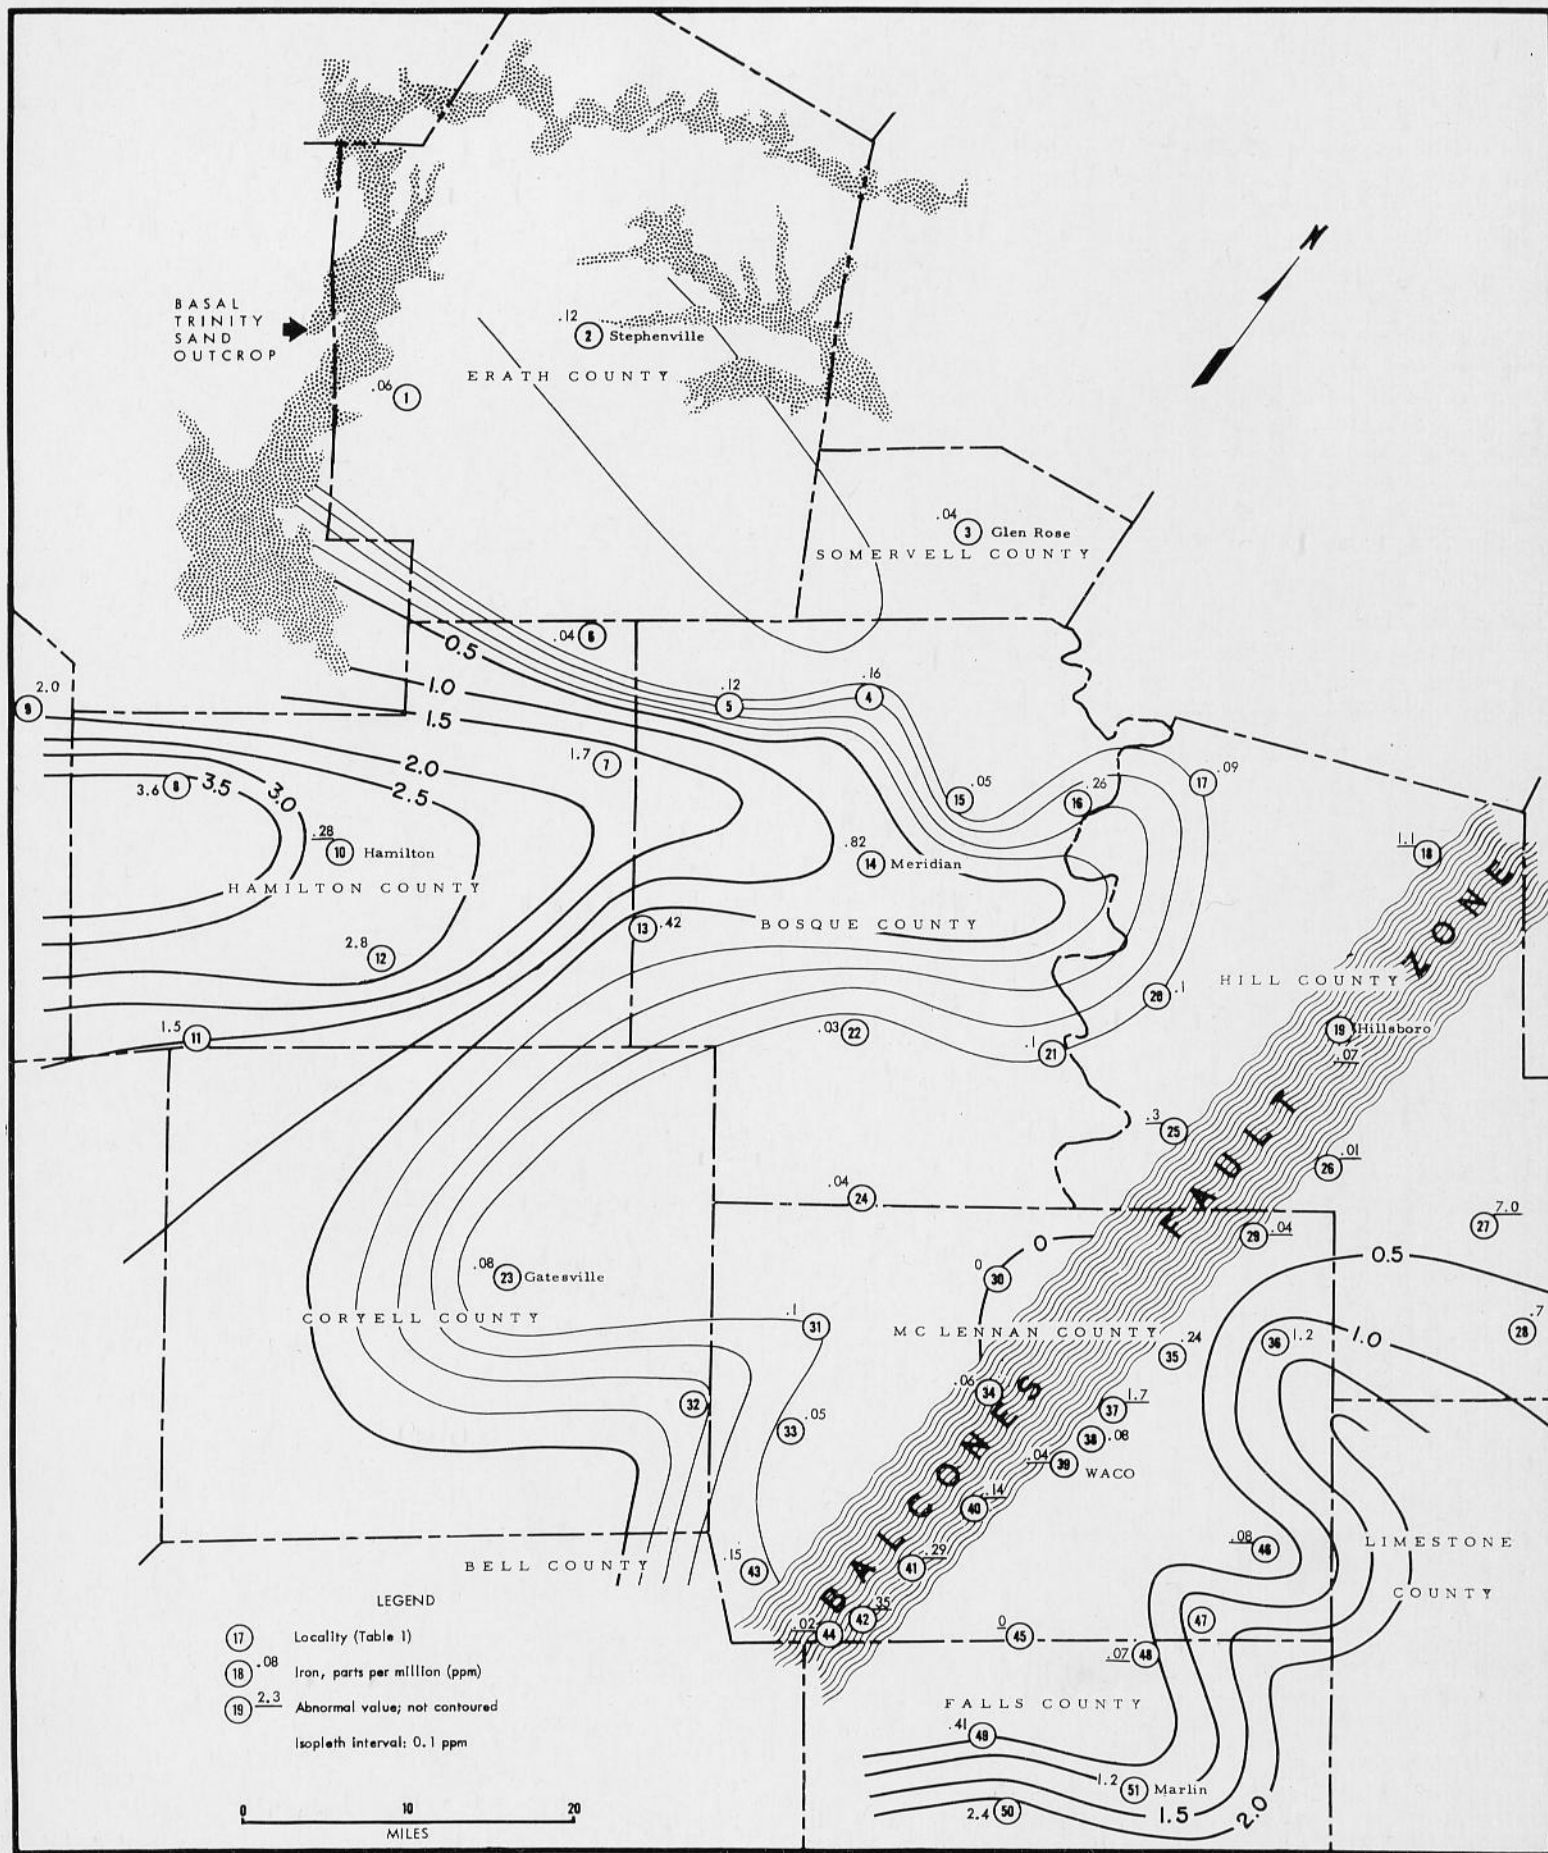 N
BASAL
TRINITY
SAND
OUTCROP
.12
2 Stephenville
ERATH COUNTY
.06
1
.04
3 Glen Rose
SOMERVELL COUNTY
.04 6
0.5
2.0
9
1.0
1.5
.12
5
.16
4
1.7 7
2.0
2.5
3.0
3.5
3.6 8
.05
15
.26
16
17 .09
.28
10 Hamilton
HAMILTON COUNTY
.82
14 Meridian
1.1 18
13 .42
BOSQUE COUNTY
2.8
12
HILL COUNTY
20 .1
1.5
11
.03 22
.1
21
19 Hillsboro
.07
.3
25
26 .01
.04
24
27 7.0
29 .04
0
0
30
0.5
.08
23 Gatesville
CORYELL COUNTY
.1
31
MC LENNAN COUNTY
.24
35
36 1.2
1.0
.7
28
32
33 .05
.06
34
37 1.7
38 .08
.04 39
WACO
40 .14
BALCONES FAULT ZONE
.08 46
LIMESTONE
COUNTY
BELL COUNTY
.15
43
41 .29
42 .35
.02
44
0
45
47
.07 48
FALLS COUNTY
.41
49
1.2
51 Marlin
2.4 50
1.5
2.0
LEGEND
17 Locality (Table 1)
18 .08 Iron, parts per million (ppm)
19 2.3 Abnormal value; not contoured
Isopleth interval: 0.1 ppm
0 10 20
MILES